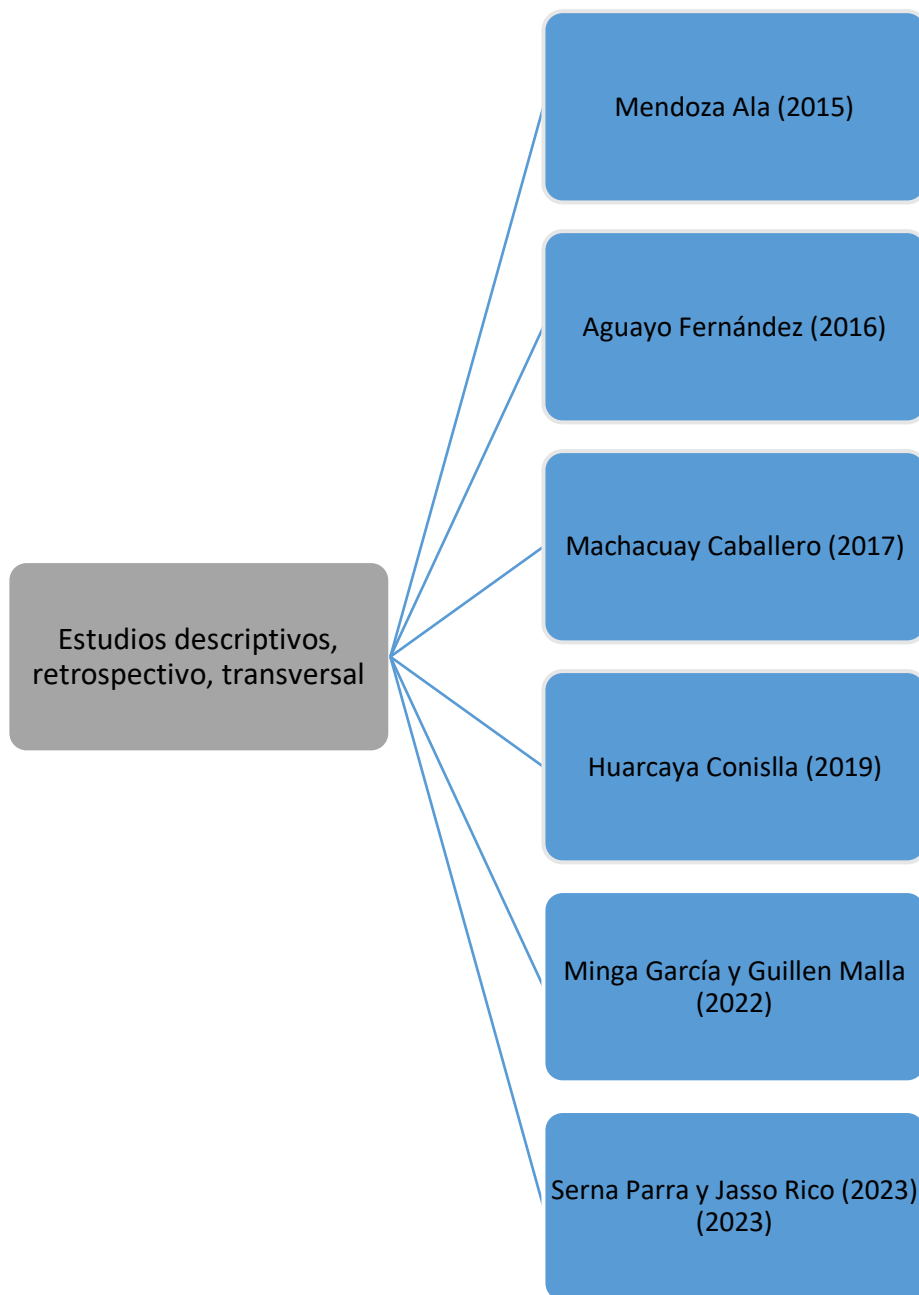 Mendoza Ala (2015)
Aguayo Fernández (2016)
Machacuay Caballero (2017)
Estudios descriptivos,
retrospectivo, transversal
Huarcaya Conislla (2019)
Minga García y Guillen Malla
(2022)
Serna Parra y Jasso Rico (2023)
(2023)